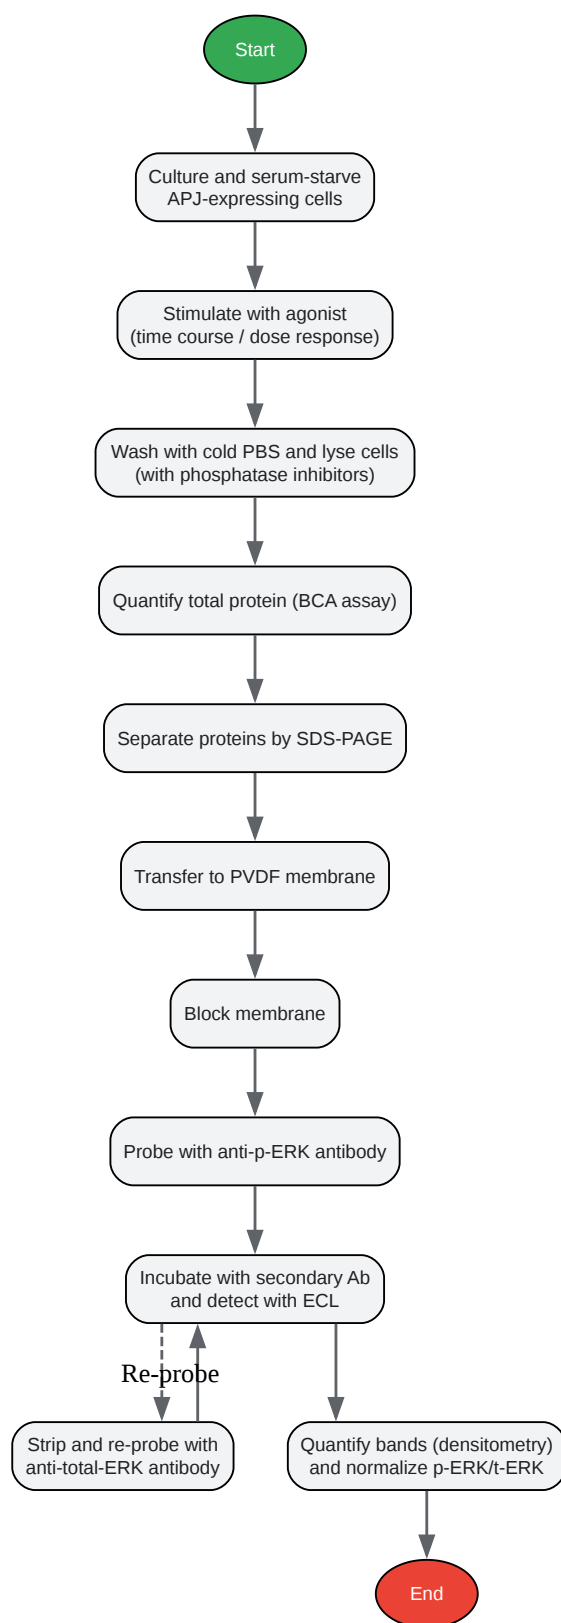 Start
Culture and serum-starve
APJ-expressing cells
Stimulate with agonist
(time course / dose response)
Wash with cold PBS and lyse cells
(with phosphatase inhibitors)
Quantify total protein (BCA assay)
Separate proteins by SDS-PAGE
Transfer to PVDF membrane
Block membrane
Probe with anti-p-ERK antibody
Incubate with secondary Ab
and detect with ECL
Re-probe
Strip and re-probe with
anti-total-ERK antibody
Quantify bands (densitometry)
and normalize p-ERK/t-ERK
End